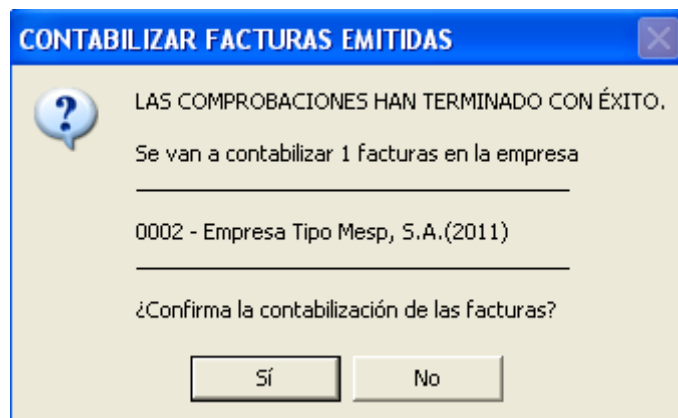 CONTABILIZAR FACTURAS EMITIDAS
LAS COMPROBACIONES HAN TERMINADO CON ÉXITO.
Se van a contabilizar 1 facturas en la empresa
0002 - Empresa Tipo Mesp, S.A.(2011)
¿Confirma la contabilización de las facturas?
Sí No